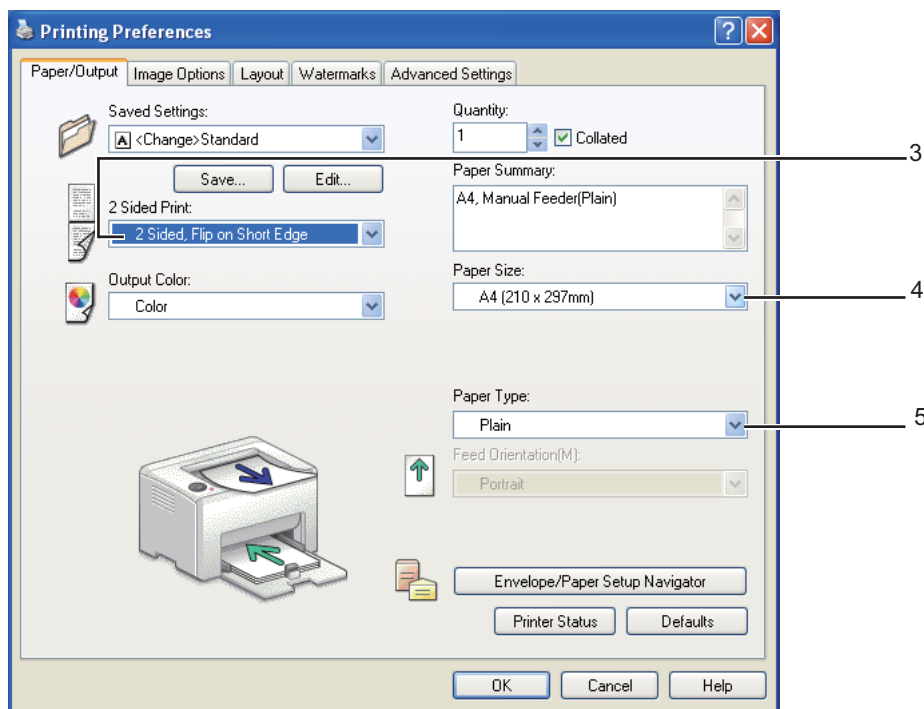 Printing Preferences
Paper/Output Image Options Layout Watermarks Advanced Settings
Saved Settings:
A <Change>Standard
Save... Edit...
2 Sided Print:
2 Sided, Flip on Short Edge
Output Color:
Color
Quantity:
1 Collated
Paper Summary:
A4, Manual Feeder(Plain)
Paper Size:
A4 (210 x 297mm)
Paper Type:
Plain
Feed Orientation(M):
Portrait
Envelope/Paper Setup Navigator
Printer Status Defaults
OK Cancel Help
3
4
5